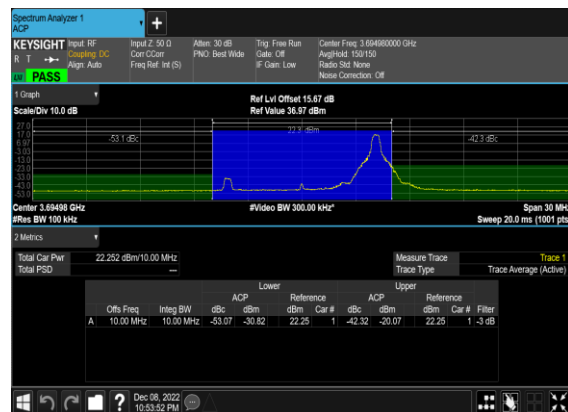 Spectrum Analyzer 1
ACP
+
KEYSIGHT Input: RF Input Z: 50 Ω Atten: 30 dB Trig: Free Run Center Freq: 3.694980000 GHz
R T Coupling: DC Corr CCorr PNO: Best Wide Gate: Off Avg|Hold: 150/150
Align: Auto Freq Ref: Int (S) IF Gain: Low Radio Std: None
LXI PASS Noise Correction: Off
1 Graph
Ref Lvl Offset 15.67 dB
Scale/Div 10.0 dB Ref Value 36.97 dBm
27.0
17.0 22.3 dBm
6.97 -53.1 dBc -42.3 dBc
-3.03
-13.0
-23.0
-33.0
-43.0
-53.0
Center 3.69498 GHz #Video BW 300.00 kHz* Span 30 MHz
#Res BW 100 kHz Sweep 20.0 ms (1001 pts
2 Metrics
Total Car Pwr 22.252 dBm/10.00 MHz Measure Trace Trace 1
Total PSD --- Trace Type Trace Average (Active)
Lower Upper
ACP Reference ACP Reference
Offs Freq Integ BW dBc dBm dBm Car # dBc dBm dBm Car # Filter
A 10.00 MHz 10.00 MHz -53.07 -30.82 22.25 1 -42.32 -20.07 22.25 1 -3 dB
? Dec 08, 2022
10:53:52 PM